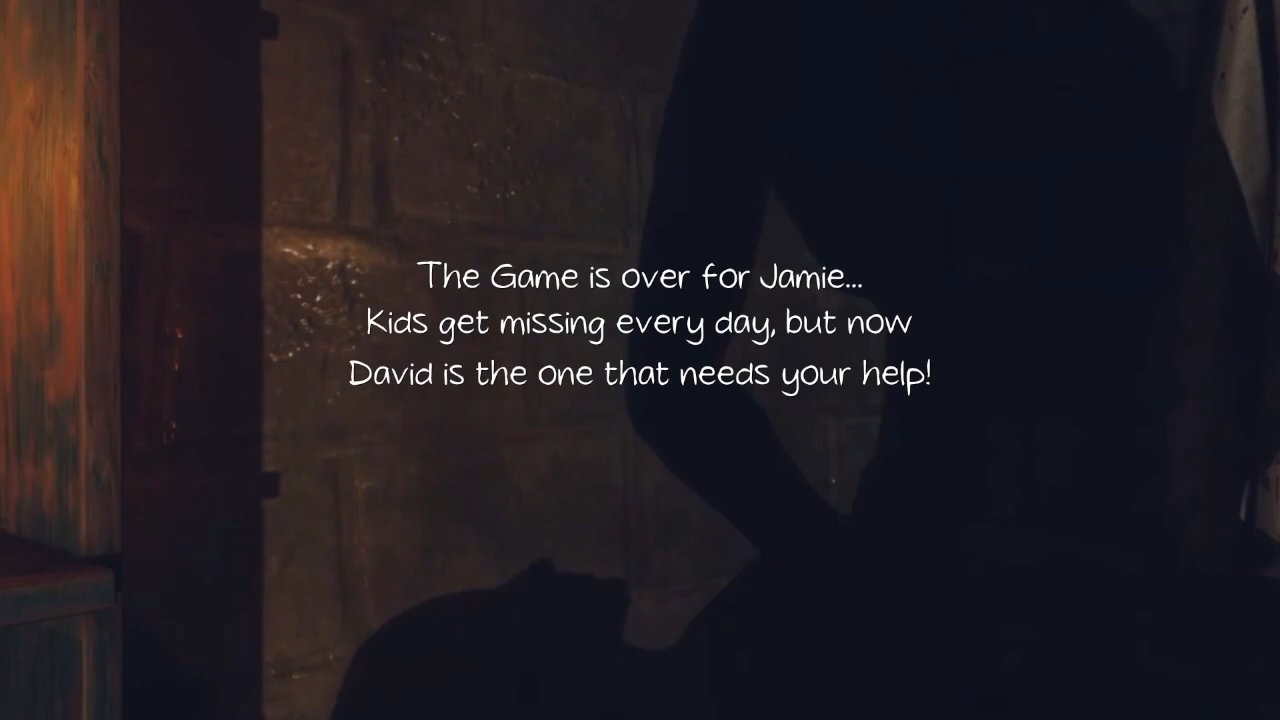 The Game is over for Jamie...
Kids get missing every day, but now
David is the one that needs your help!